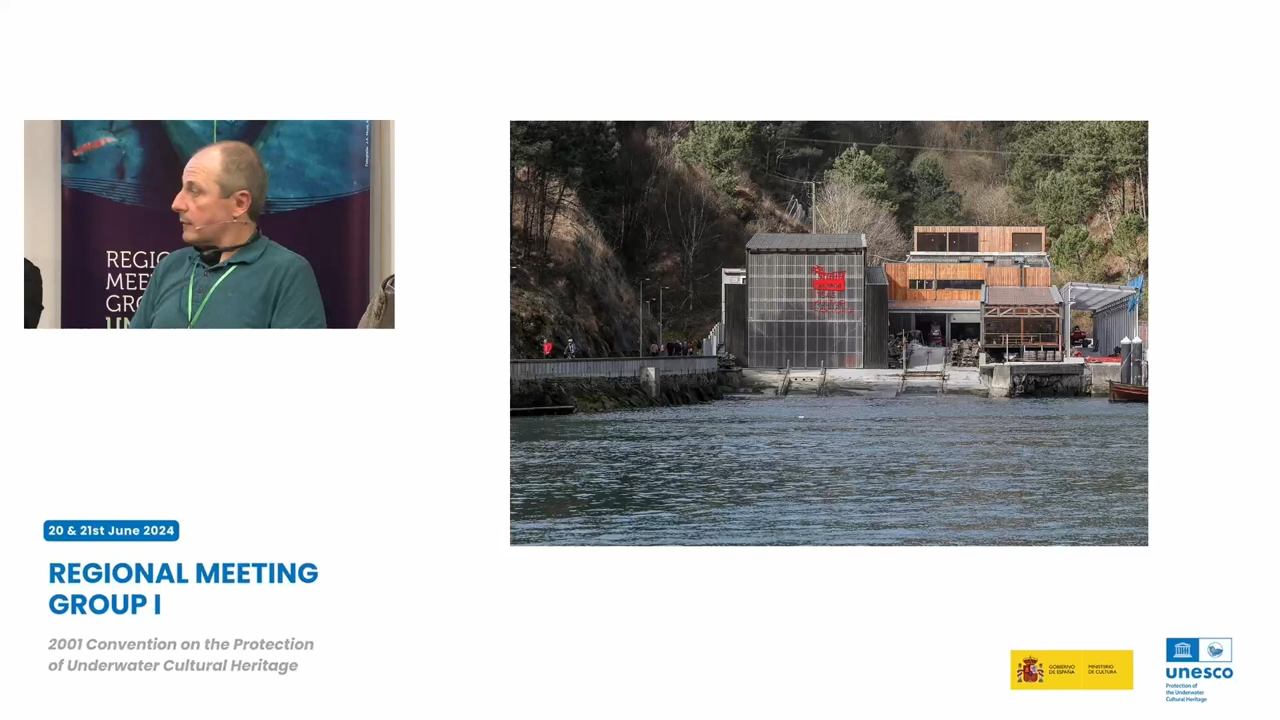 REGIO
MEE
GRO
UN
20 & 21st June 2024
REGIONAL MEETING
GROUP I
2001 Convention on the Protection
of Underwater Cultural Heritage
GOBIERNO
DE ESPAÑA
MINISTERIO
DE CULTURA
unesco
Protection of
the Underwater
Cultural Heritage